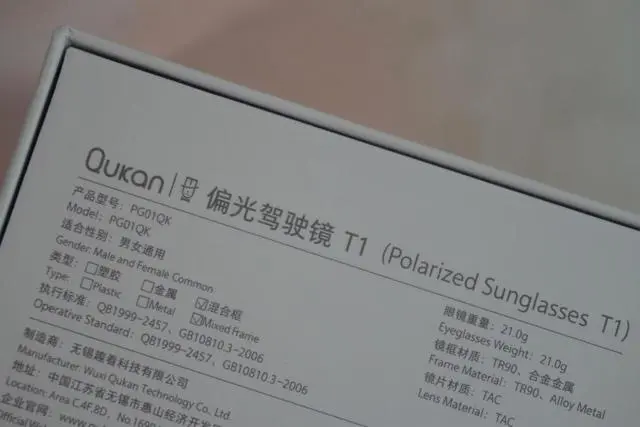 Qukan 偏光驾驶镜 T1 (Polarized Sunglasses T1)
产品型号：PG01QK
Model: PG01QK
适合性别：男女通用
Gender: Male and Female Common
类型：□塑胶 □金属 ☑混合框
Type: □Plastic □Metal ☑Mixed Frame
执行标准：QB1999-2457、GB10810.3-2006
Operative Standard : QB1999-2457、GB10810.3-2006
眼镜重量：21.0g
Eyeglasses Weight : 21.0g
镜框材质：TR90、合金金属
Frame Material : TR90、Alloy Metal
镜片材质：TAC
Lens Material : TAC
制造商：无锡趣看科技有限公司
Manufacturer: Wuxi Qukan Technology Co., Ltd.
地址：中国江苏省无锡市惠山经济开发
Location: Area C.4F.8D, No.1699
企业官网：www.
Official